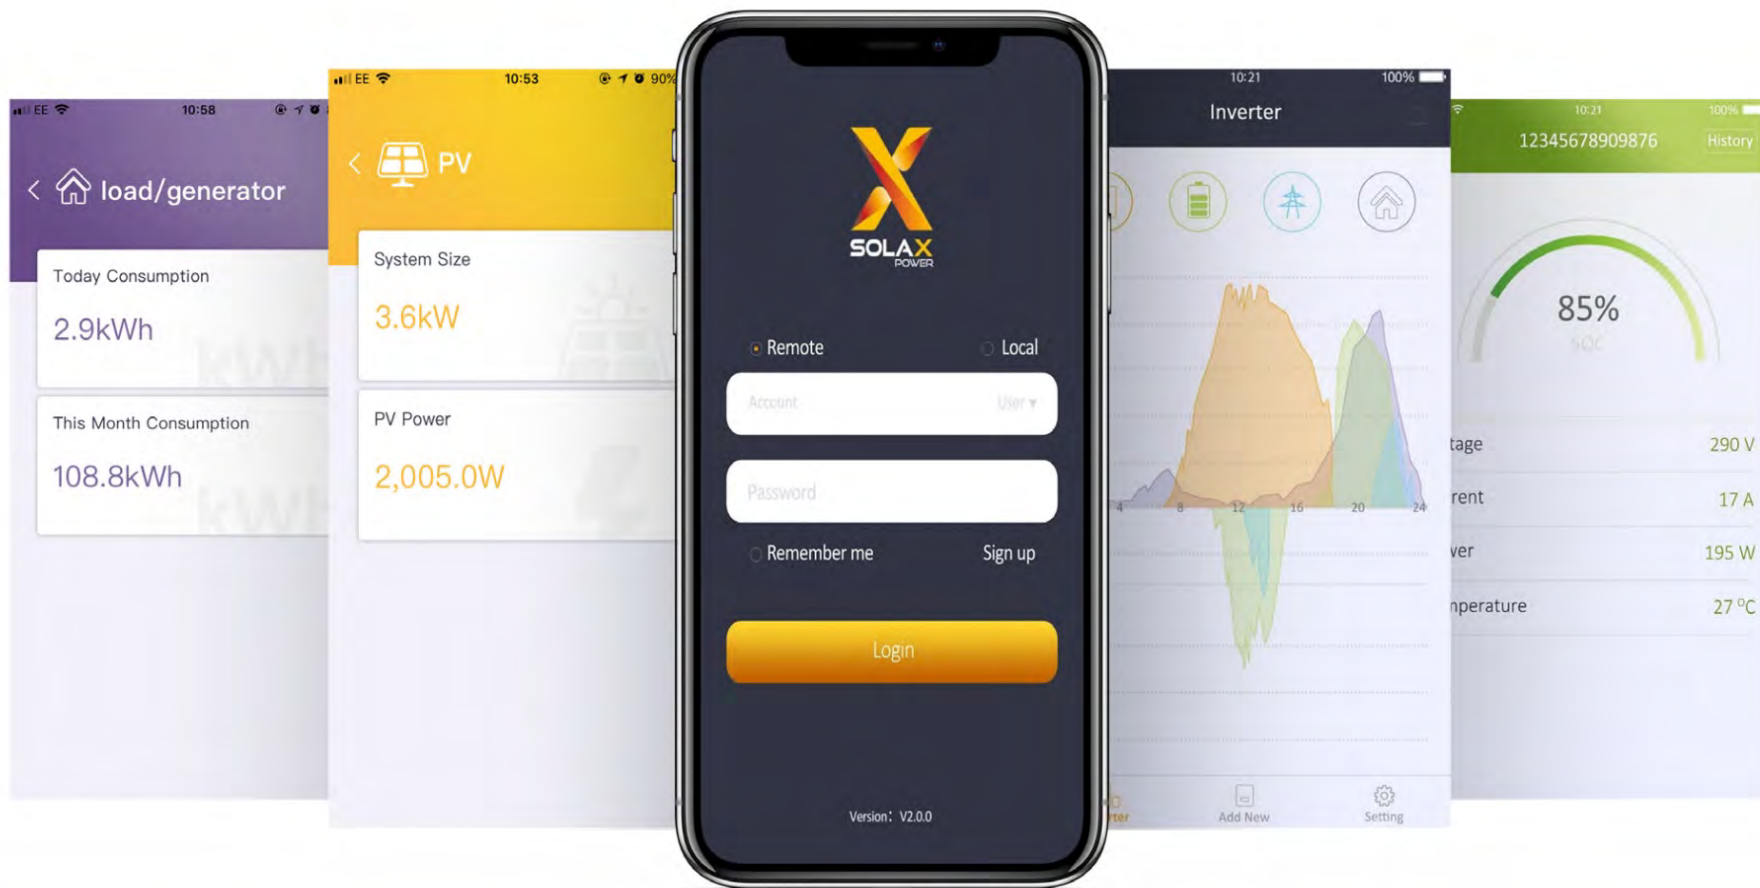 EE 10:58
load/generator
Today Consumption
2.9kWh
This Month Consumption
108.8kWh
EE 10:53 90%
PV
System Size
3.6kW
PV Power
2,005.0W
X
SOLAX
POWER
Remote Local
Account User
Password
Remember me Sign up
Login
Version: V2.0.0
10:21 100%
Inverter
4 8 12 16 20 24
rter Add New Setting
10:21 100%
12345678909876 History
85%
SOC
tage 290 V
rent 17 A
wer 195 W
nperature 27 °C